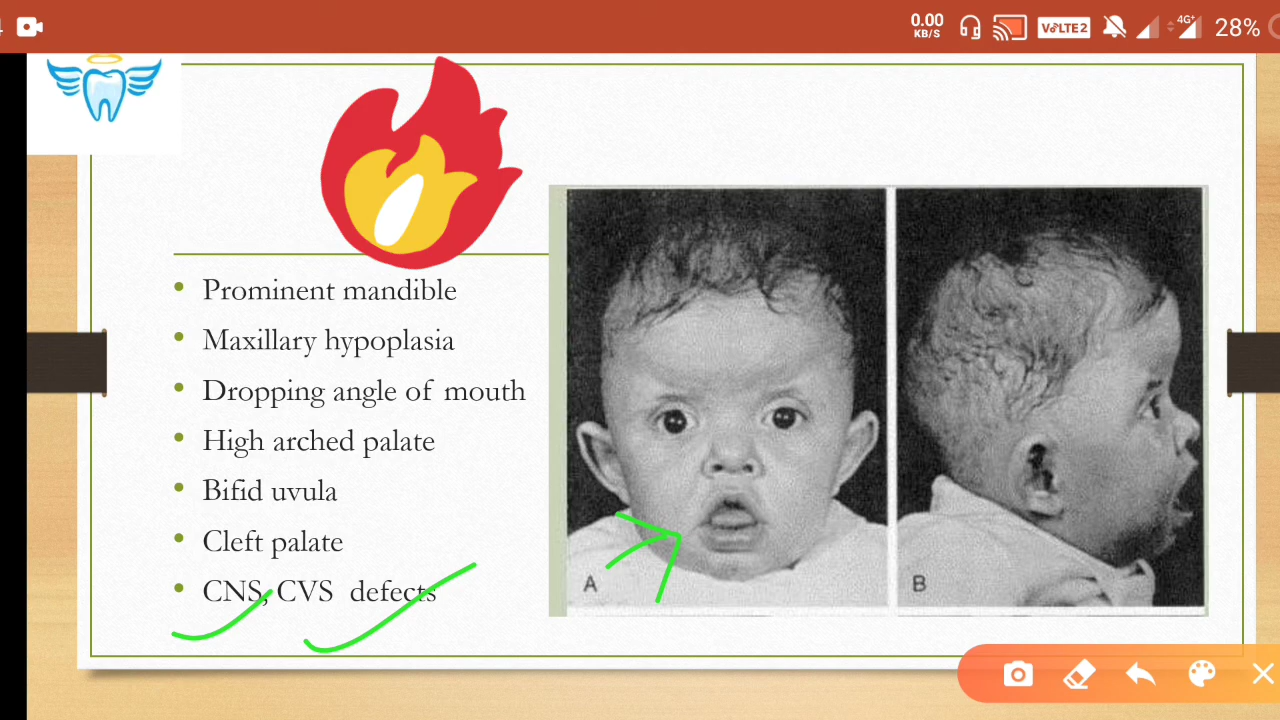 0.00
KB/S
VoLTE2
4G+
28%
Prominent mandible
Maxillary hypoplasia
Dropping angle of mouth
High arched palate
Bifid uvula
Cleft palate
CNS, CVS defects
A
B